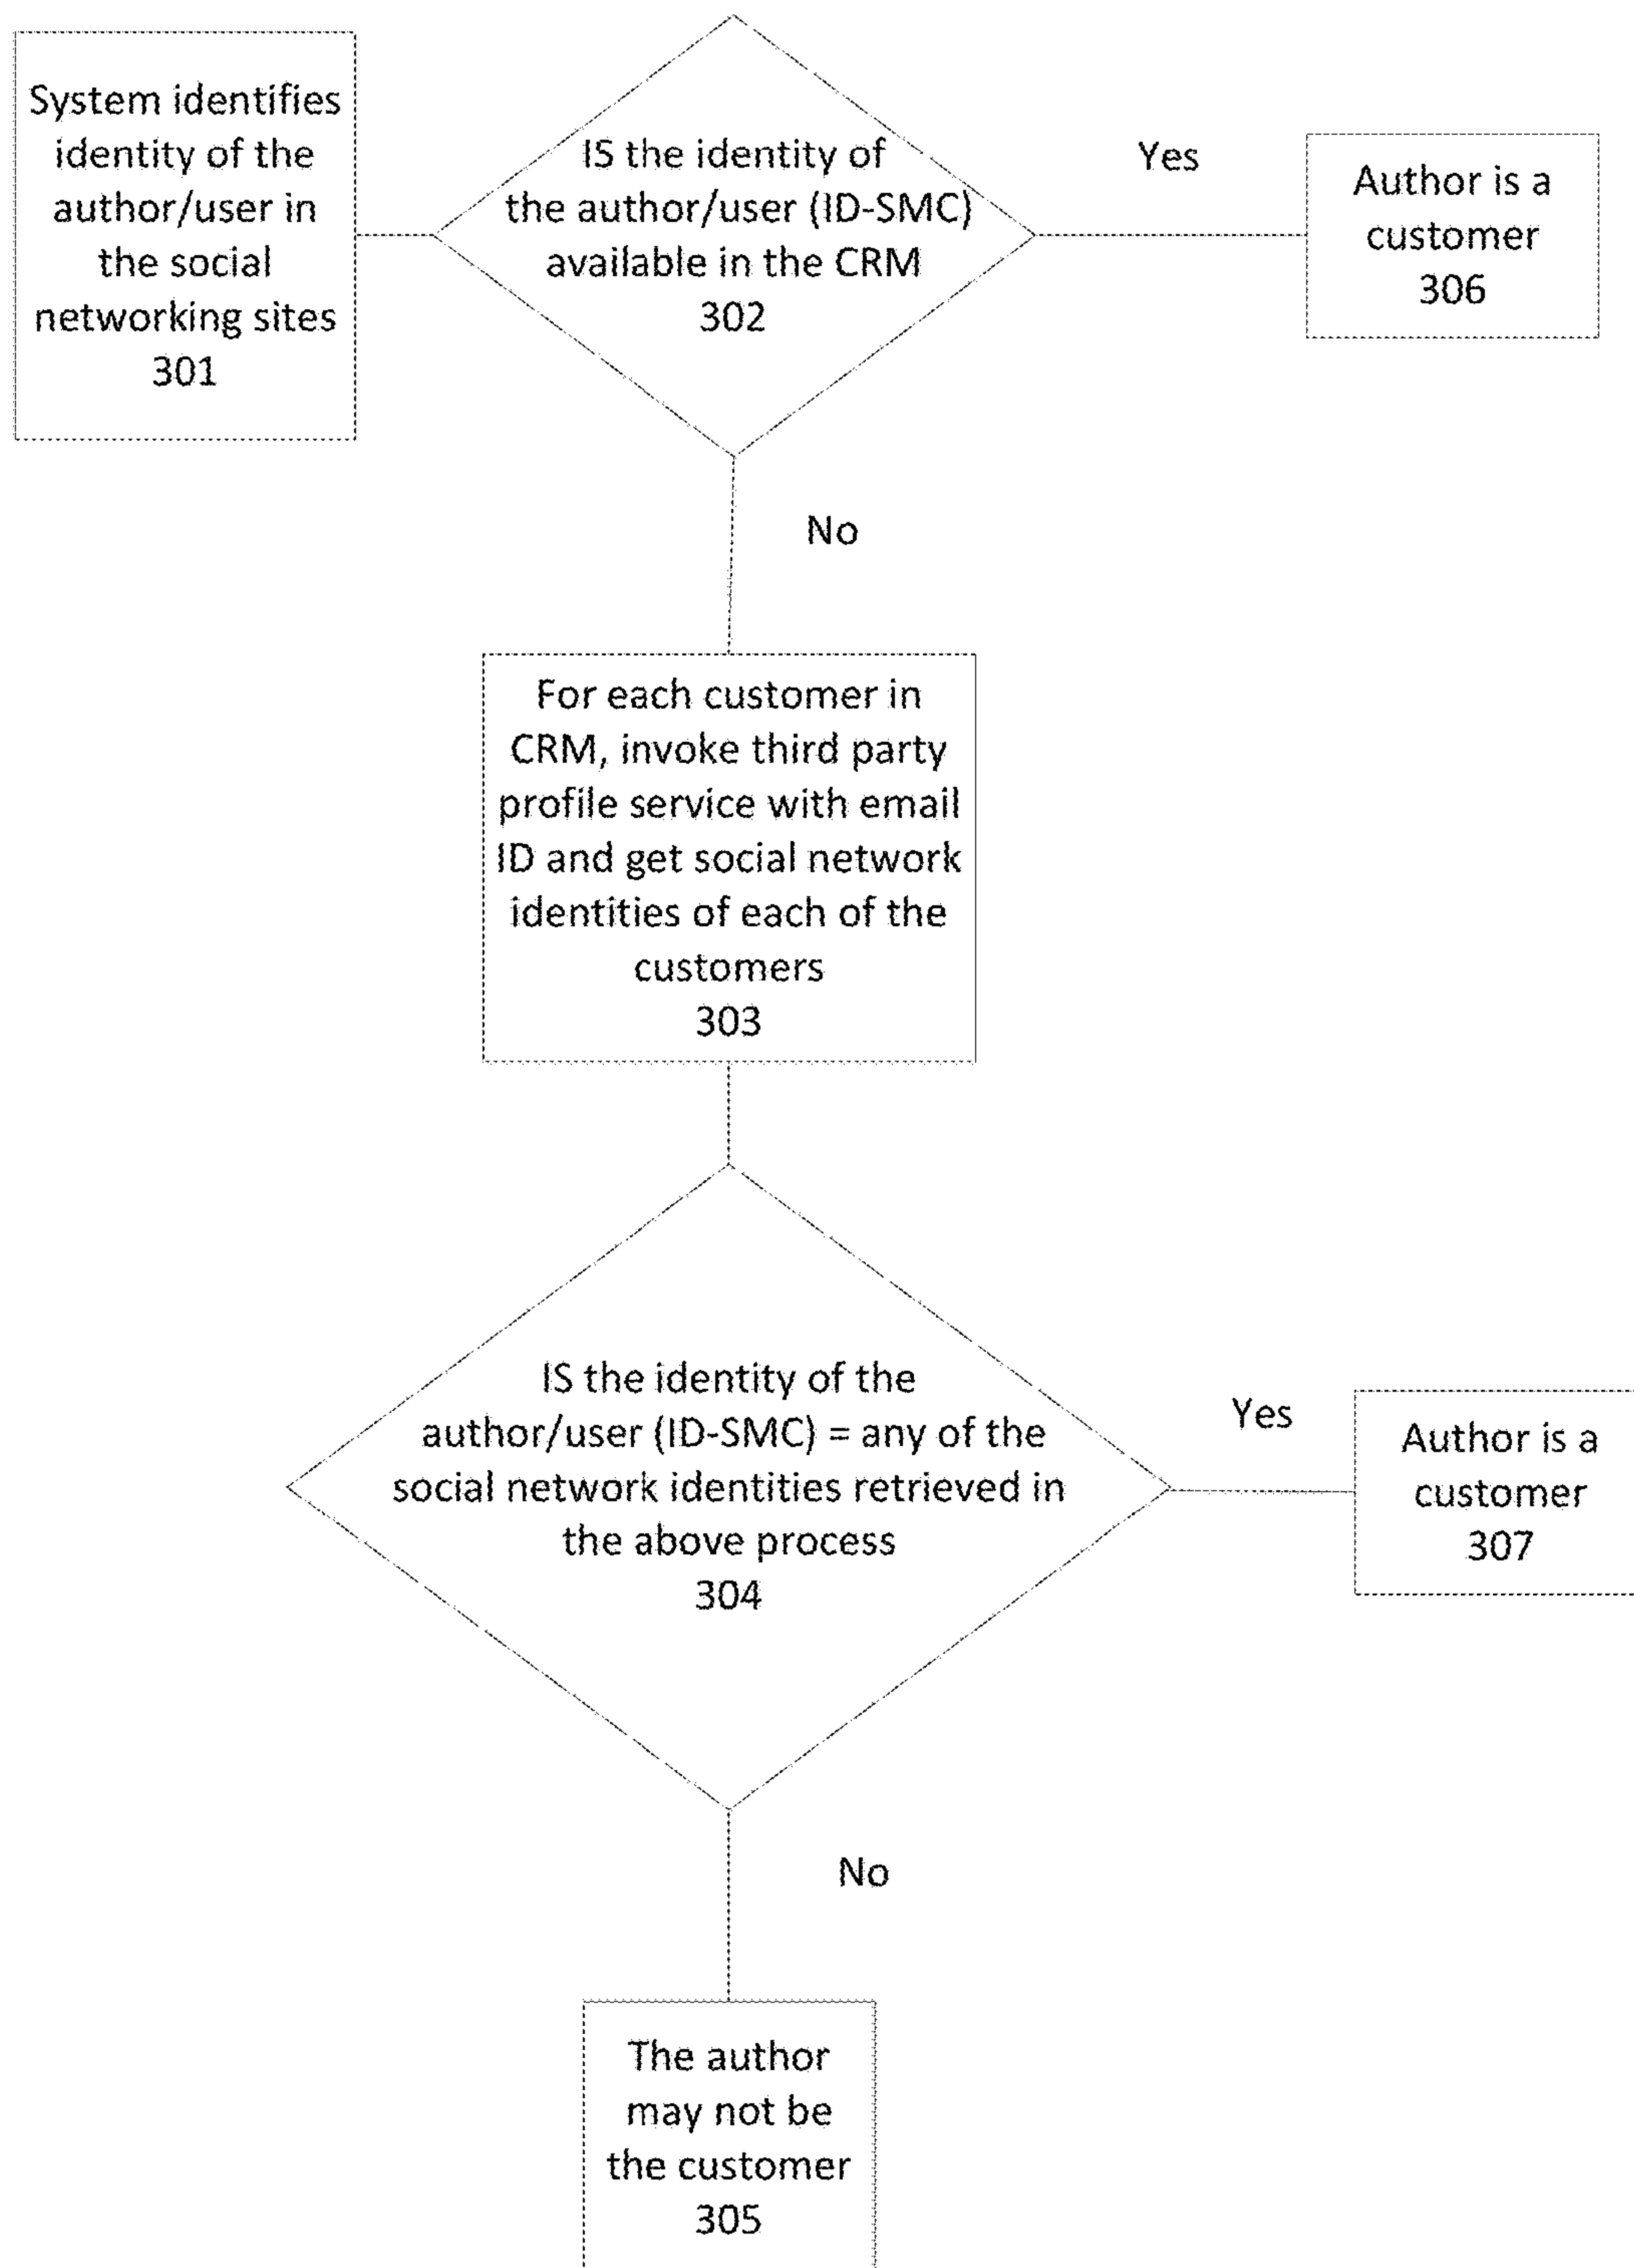 System identifies
identity of the
author/user in
the social
networking sites
301
IS the identity of
the author/user (ID-SMC)
available in the CRM
302
Yes
Author is a
customer
306
No
For each customer in
CRM, invoke third party
profile service with email
ID and get social network
identities of each of the
customers
303
IS the identity of the
author/user (ID-SMC) = any of the
social network identities retrieved in
the above process
304
Yes
Author is a
customer
307
No
The author
may not be
the customer
305